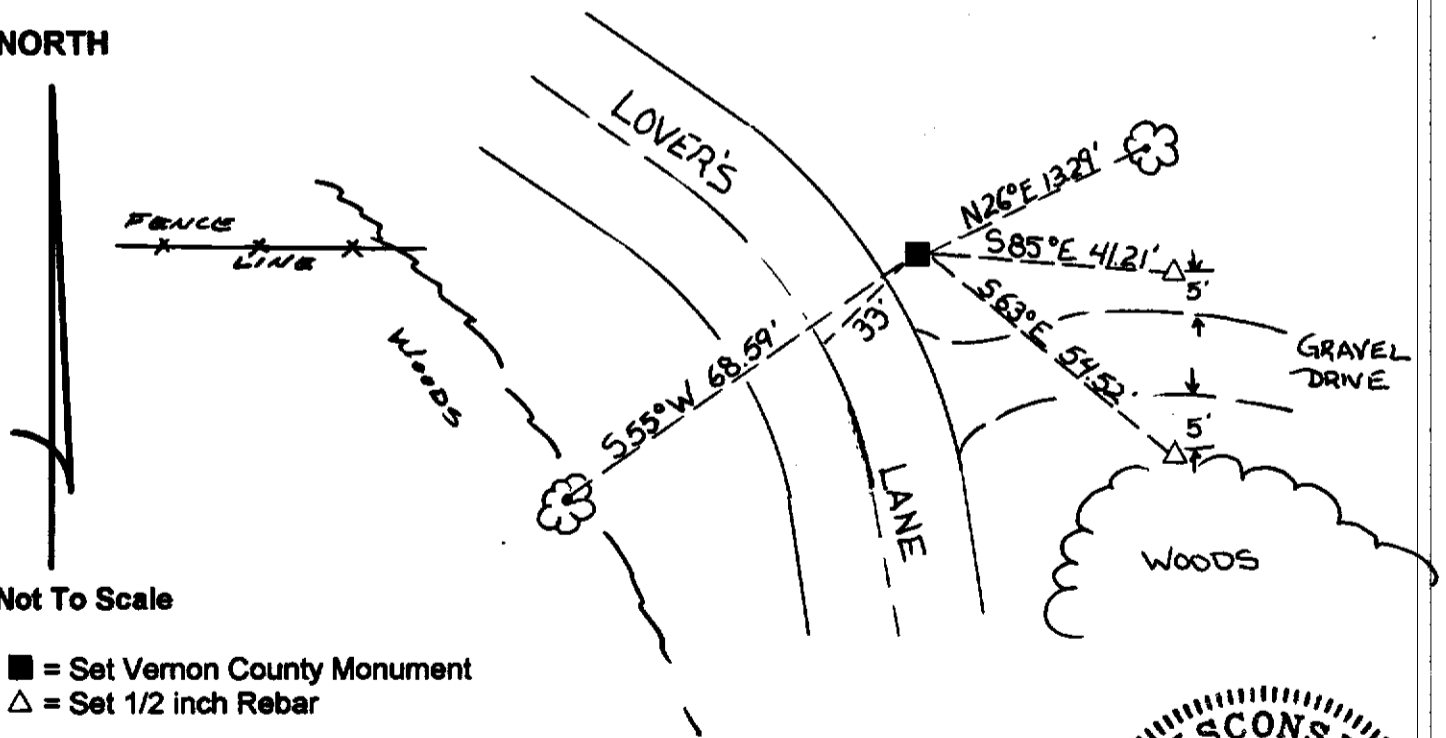 NORTH
LOVER'S
N26°E 13.29'
FENCE
LINE
S85°E 41.21'
5'
33'
S63°E 54.52'
GRAVEL
DRIVE
WOODS
S55°W 68.59'
5'
LANE
WOODS
Not To Scale
■ = Set Vernon County Monument
△ = Set 1/2 inch Rebar
SCONS